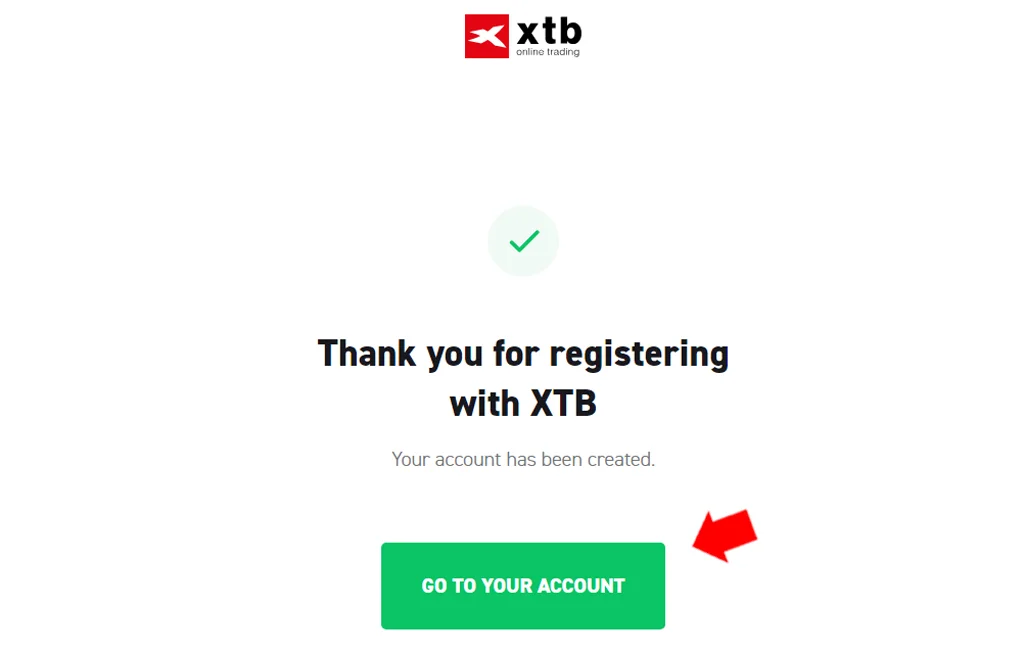 xtb
online trading
Thank you for registering
with XTB
Your account has been created.
GO TO YOUR ACCOUNT